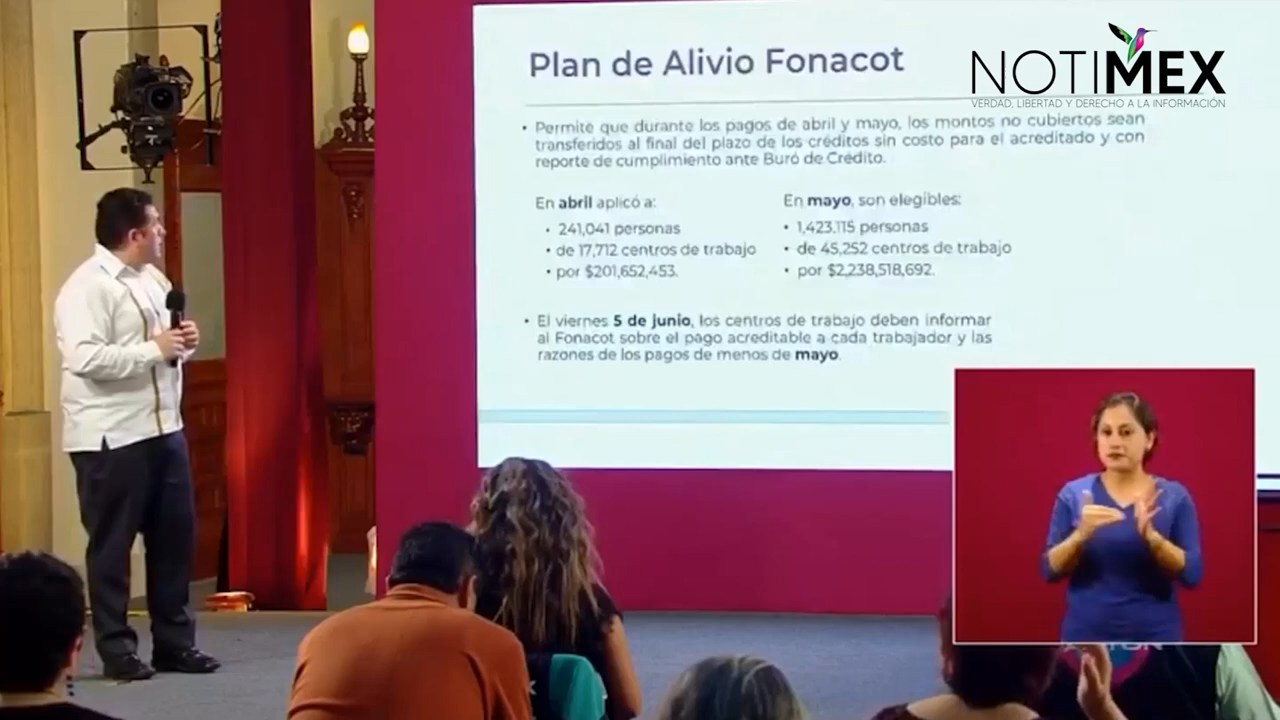 Plan de Alivio Fonacot
NOTIMEX
VERDAD, LIBERTAD Y DERECHO A LA INFORMACIÓN
• Permite que durante los pagos de abril y mayo, los montos no cubiertos sean
transferidos al final del plazo de los créditos sin costo para el acreditado y con
reporte de cumplimiento ante Buró de Crédito.
En abril aplicó a:
• 241,041 personas
• de 17,712 centros de trabajo
• por $201,652,453.
En mayo, son elegibles:
• 1,423,115 personas
• de 45,252 centros de trabajo
• por $2,238,518,692.
• El viernes 5 de junio, los centros de trabajo deben informar
al Fonacot sobre el pago acreditable a cada trabajador y las
razones de los pagos de menos de mayo.